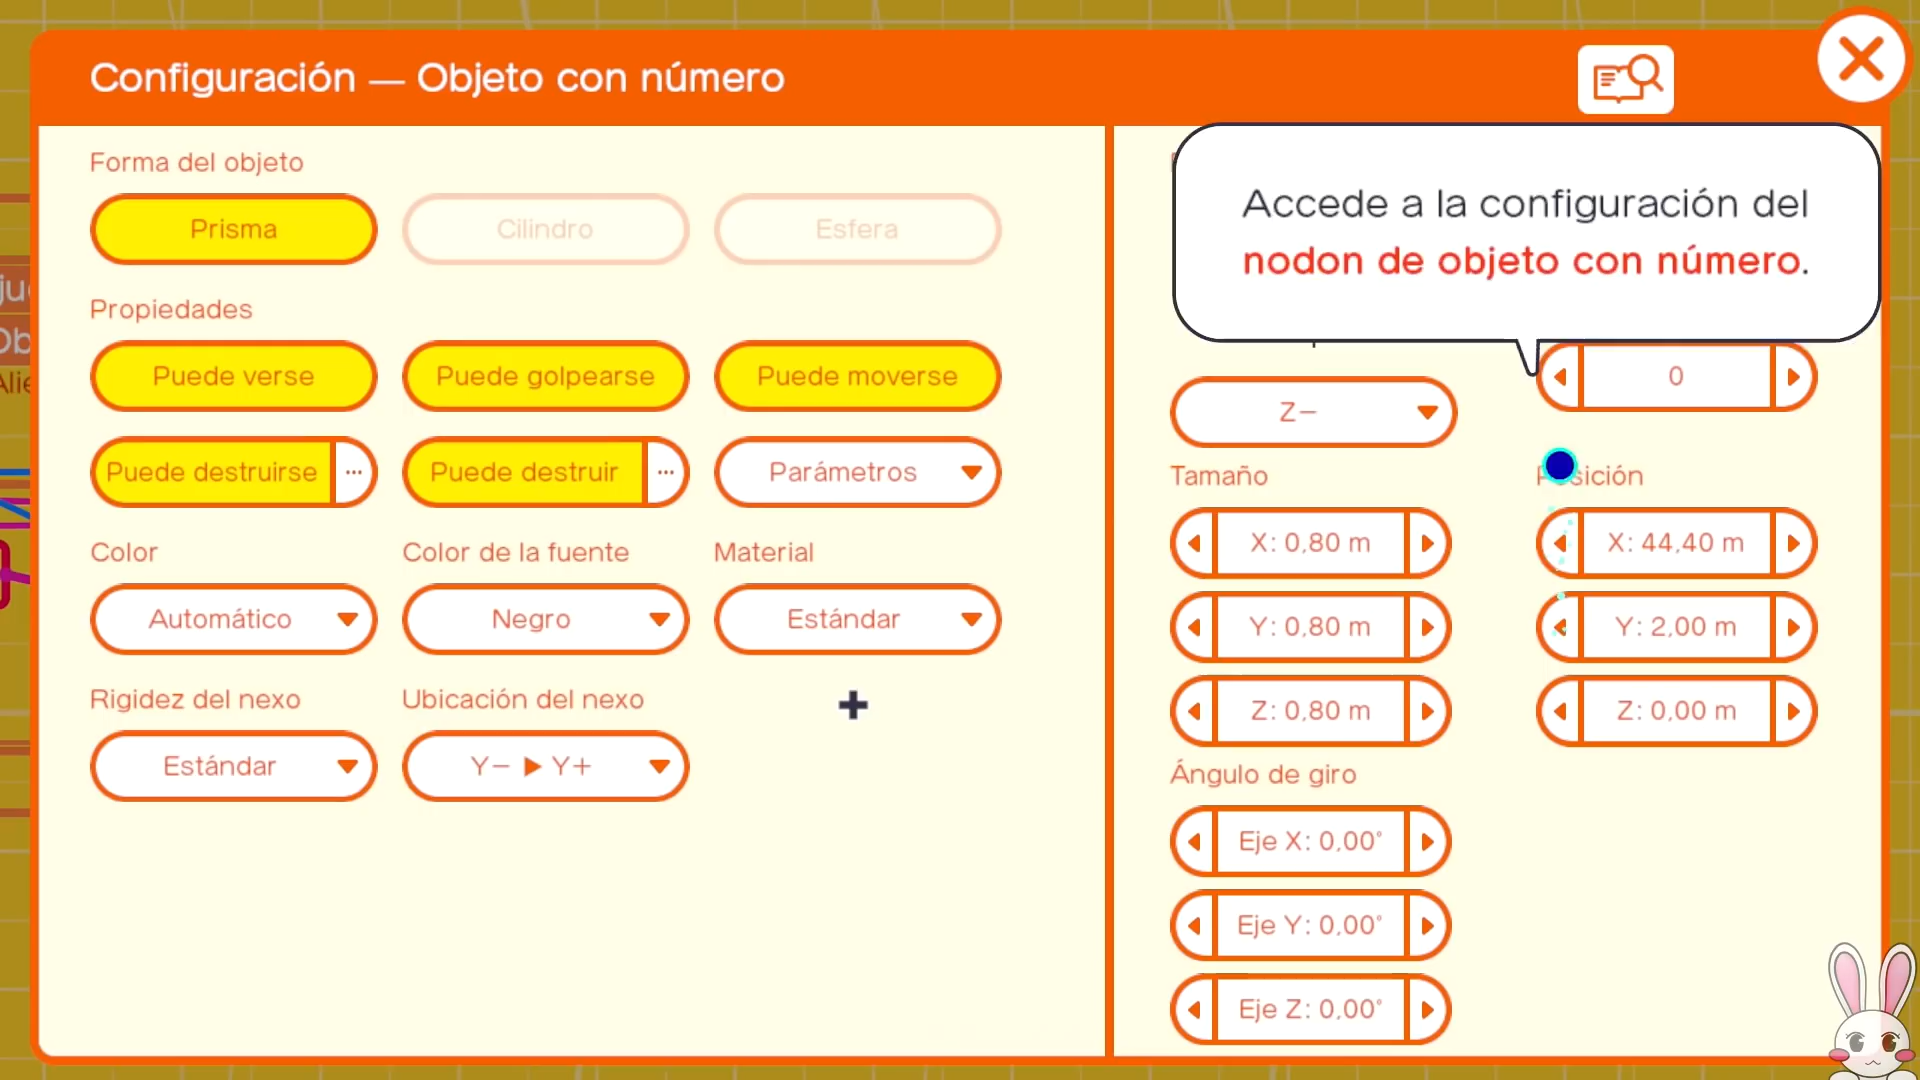 Configuración — Objeto con número
Forma del objeto
Prisma
Cilindro
Esfera
Propiedades
Puede verse
Puede golpearse
Puede moverse
Puede destruirse ...
Puede destruir ...
Parámetros
Color
Color de la fuente
Material
Automático
Negro
Estándar
Rigidez del nexo
Ubicación del nexo
Estándar
Y− ▶ Y+
Accede a la configuración del
nodon de objeto con número.
0
Z−
Tamaño
X: 0,80 m
Y: 0,80 m
Z: 0,80 m
Posición
X: 44,40 m
Y: 2,00 m
Z: 0,00 m
Ángulo de giro
Eje X: 0,00°
Eje Y: 0,00°
Eje Z: 0,00°